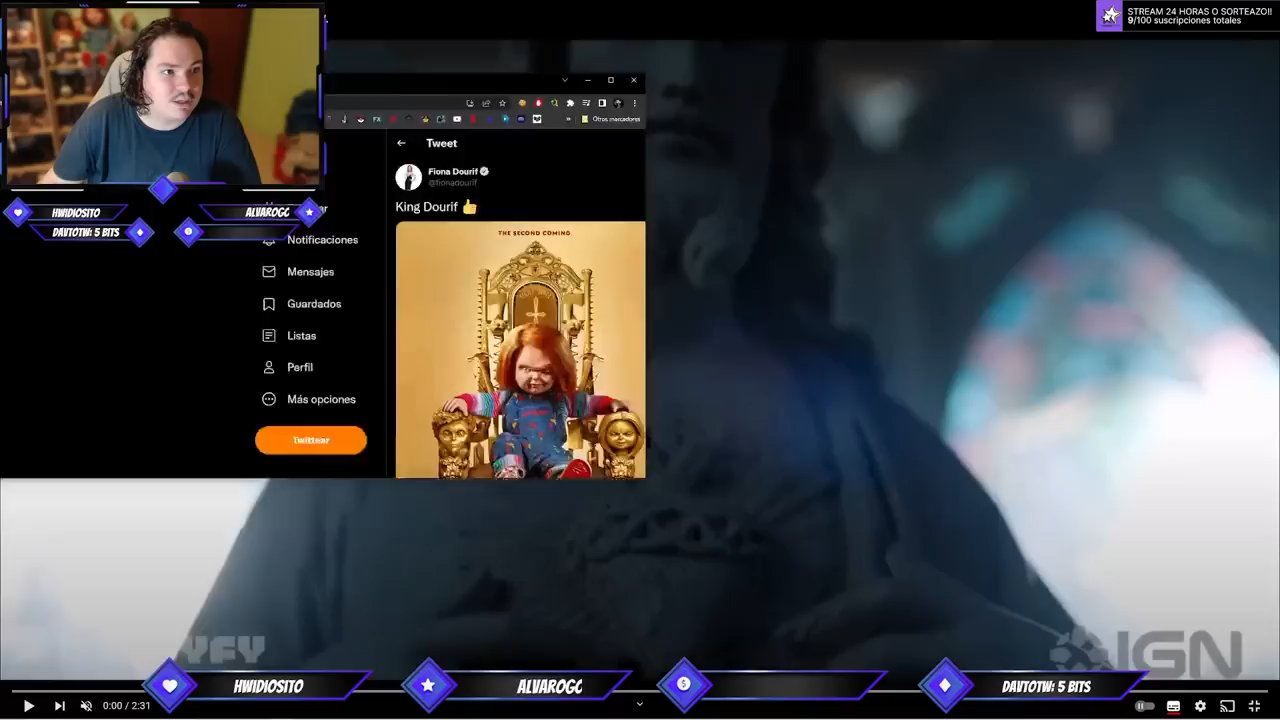 STREAM 24 HORAS O SORTEAZO!!
9/100 suscripciones totales
Otros marcadores
Tweet
Fiona Dourif
@fionadourif
King Dourif
THE SECOND COMING
HWIDIOSITO
ALVAROGC
DAVTOTW: 5 BITS
Notificaciones
Mensajes
Guardados
Listas
Perfil
Más opciones
Twittear
YFY
IGN
HWIDIOSITO
ALVAROGC
DAVTOTW: 5 BITS
0:00 / 2:31